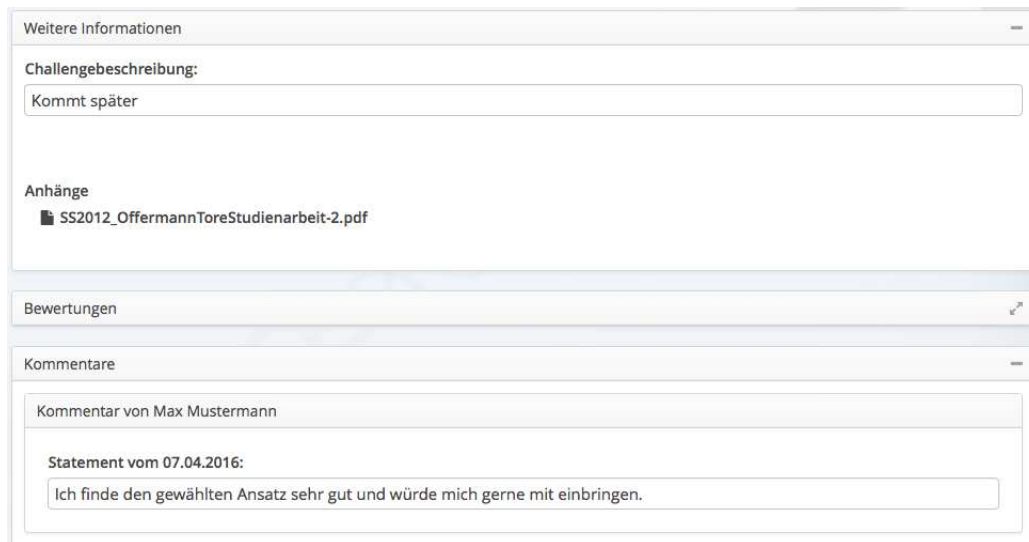 Weitere Informationen
Challengebeschreibung:
Kommt später
Anhänge
SS2012_OffermannToreStudienarbeit-2.pdf
Bewertungen
Kommentare
Kommentar von Max Mustermann
Statement vom 07.04.2016:
Ich finde den gewählten Ansatz sehr gut und würde mich gerne mit einbringen.